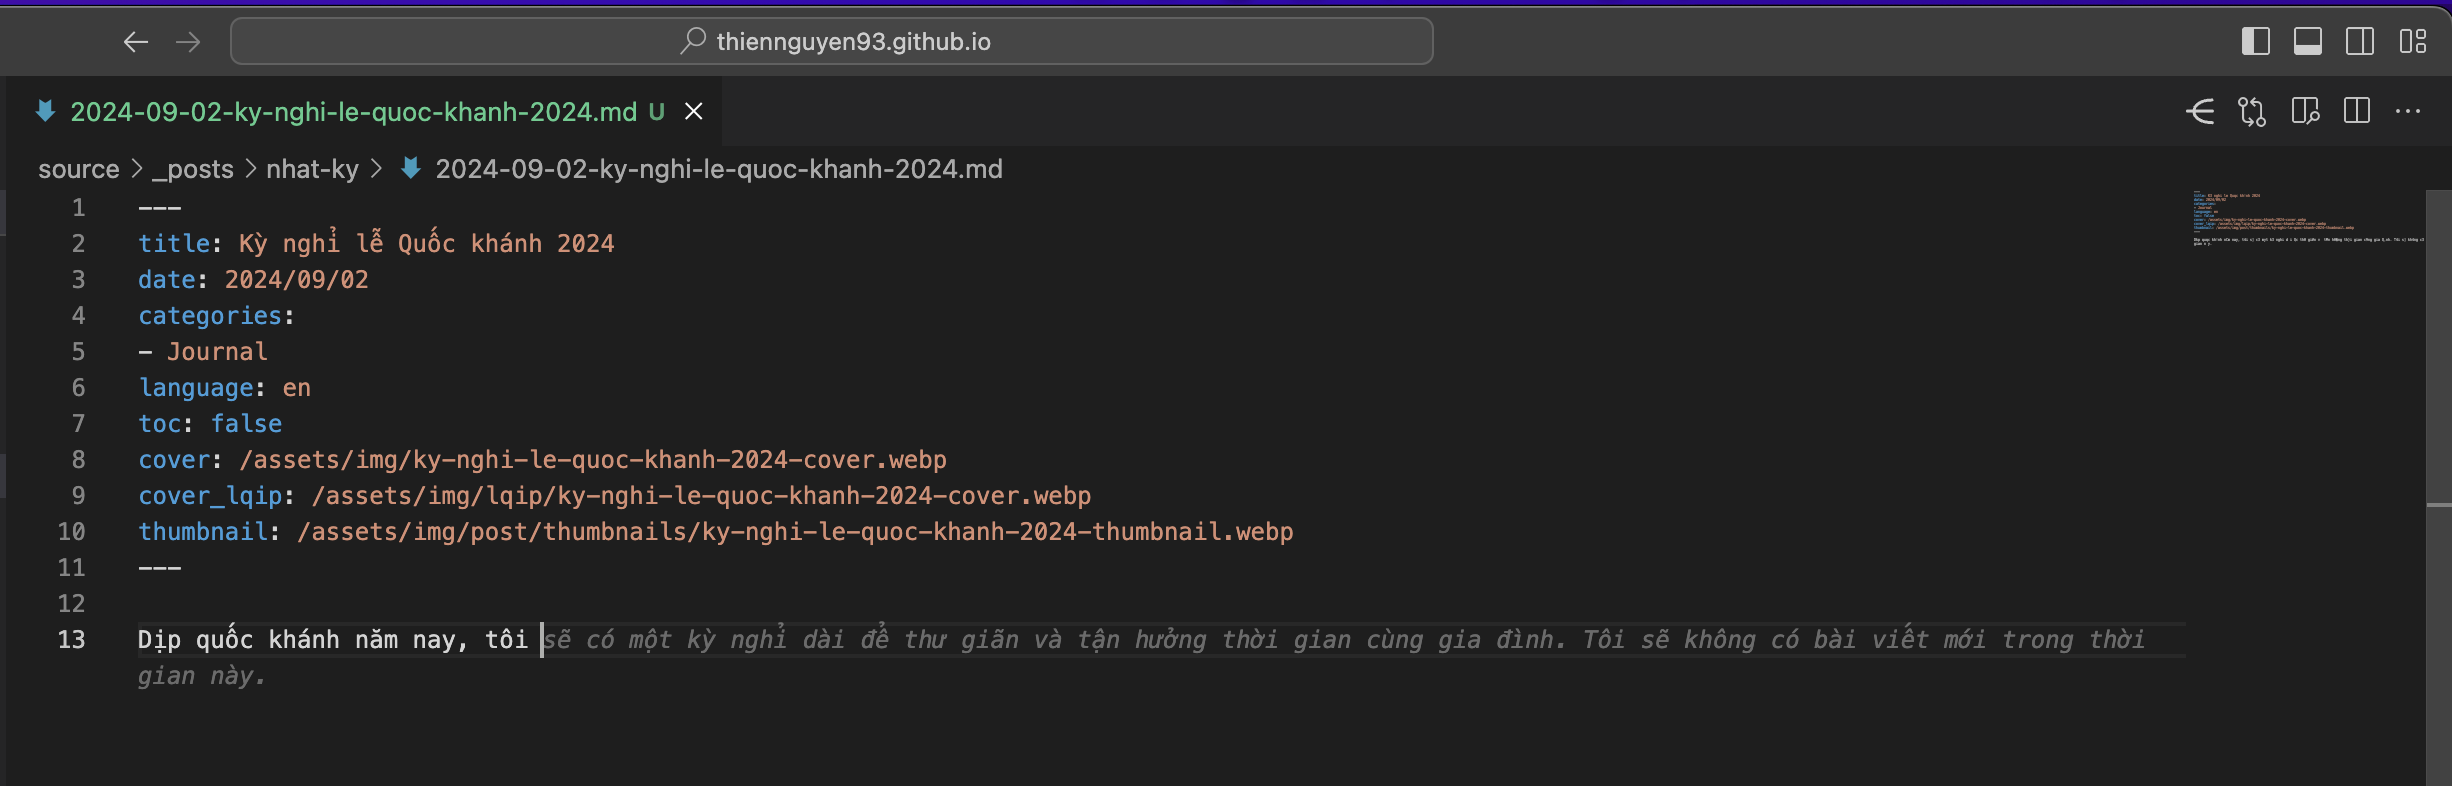 thiennguyen93.github.io
2024-09-02-ky-nghi-le-quoc-khanh-2024.md U
source > _posts > nhat-ky > 2024-09-02-ky-nghi-le-quoc-khanh-2024.md
1 ---
2 title: Kỳ nghỉ lễ Quốc khánh 2024
3 date: 2024/09/02
4 categories:
5 - Journal
6 language: en
7 toc: false
8 cover: /assets/img/ky-nghi-le-quoc-khanh-2024-cover.webp
9 cover_lqip: /assets/img/lqip/ky-nghi-le-quoc-khanh-2024-cover.webp
10 thumbnail: /assets/img/post/thumbnails/ky-nghi-le-quoc-khanh-2024-thumbnail.webp
11 ---
12
13 Dịp quốc khánh năm nay, tôi sẽ có một kỳ nghỉ dài để thư giãn và tận hưởng thời gian cùng gia đình. Tôi sẽ không có bài viết mới trong thời
gian này.